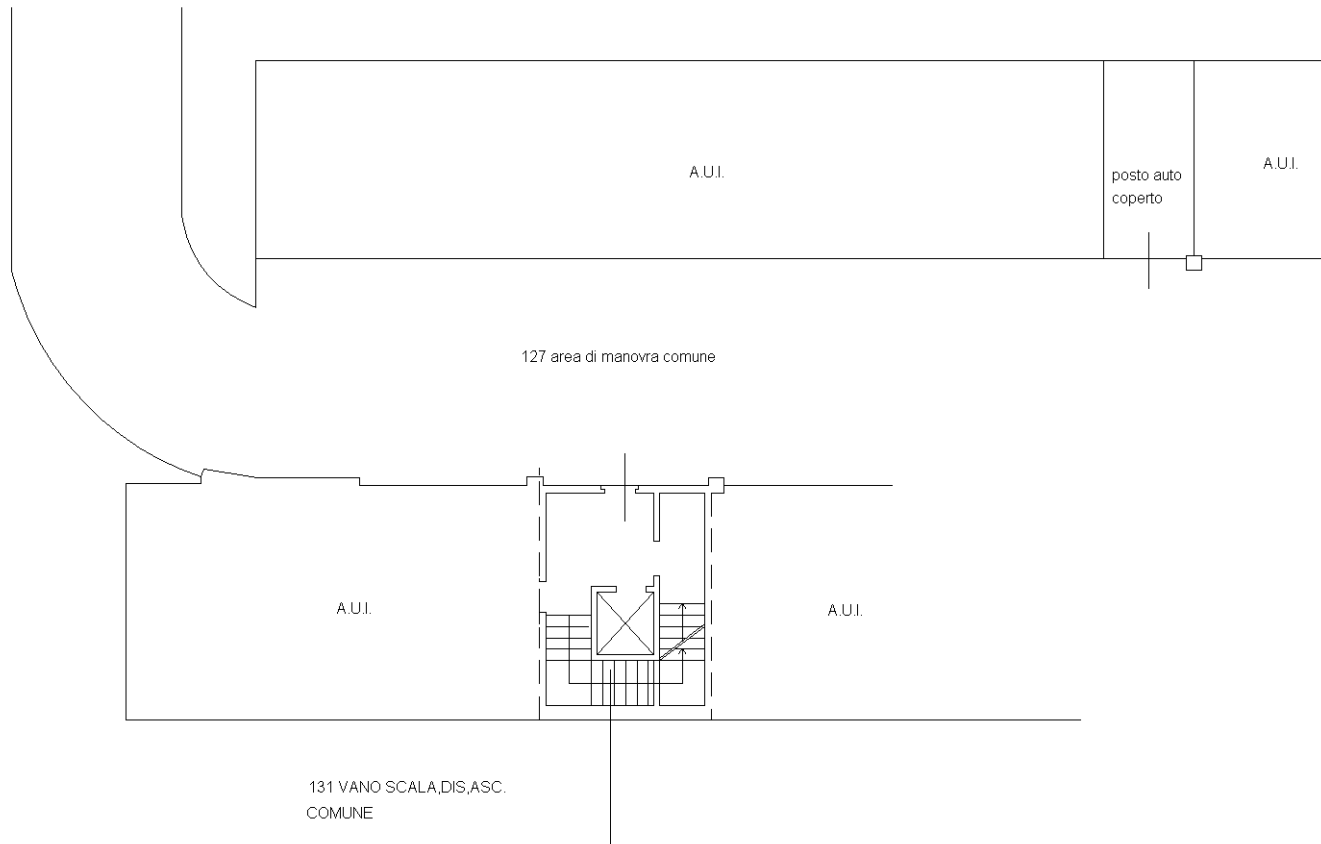 A.U.I.
A.U.I.
posto auto
coperto
127 area di manovra comune
A.U.I.
A.U.I.
131 VANO SCALA,DIS,ASC.
COMUNE